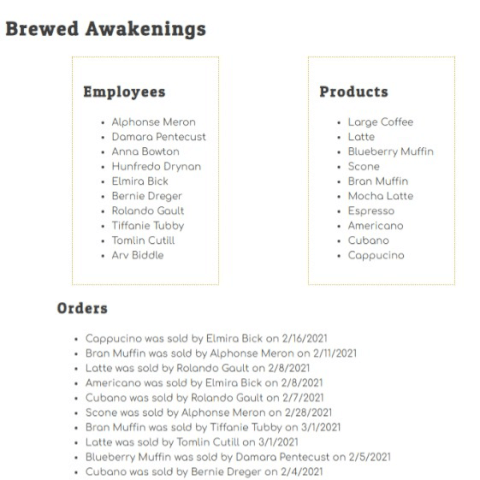 Brewed Awakenings
Employees
Alphonse Meron
Damara Pentecust
Anna Bowton
Hunfredo Drynan
Elmira Bick
Bernie Dreger
Rolando Gault
Tiffanie Tubby
Tomlin Cutill
Arv Biddle
Products
Large Coffee
Latte
Blueberry Muffin
Scone
Bran Muffin
Mocha Latte
Espresso
Americano
Cubano
Cappucino
Orders
Cappucino was sold by Elmira Bick on 2/16/2021
Bran Muffin was sold by Alphonse Meron on 2/11/2021
Latte was sold by Rolando Gault on 2/8/2021
Americano was sold by Elmira Bick on 2/8/2021
Cubano was sold by Rolando Gault on 2/7/2021
Scone was sold by Alphonse Meron on 2/28/2021
Bran Muffin was sold by Tiffanie Tubby on 3/1/2021
Latte was sold by Tomlin Cutill on 3/1/2021
Blueberry Muffin was sold by Damara Pentecust on 2/5/2021
Cubano was sold by Bernie Dreger on 2/4/2021